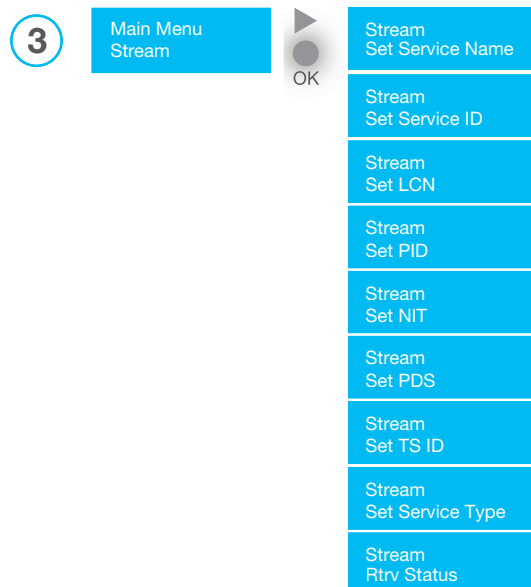 3
Main Menu
Stream
OK
Stream
Set Service Name
Stream
Set Service ID
Stream
Set LCN
Stream
Set PID
Stream
Set NIT
Stream
Set PDS
Stream
Set TS ID
Stream
Set Service Type
Stream
Rtrv Status